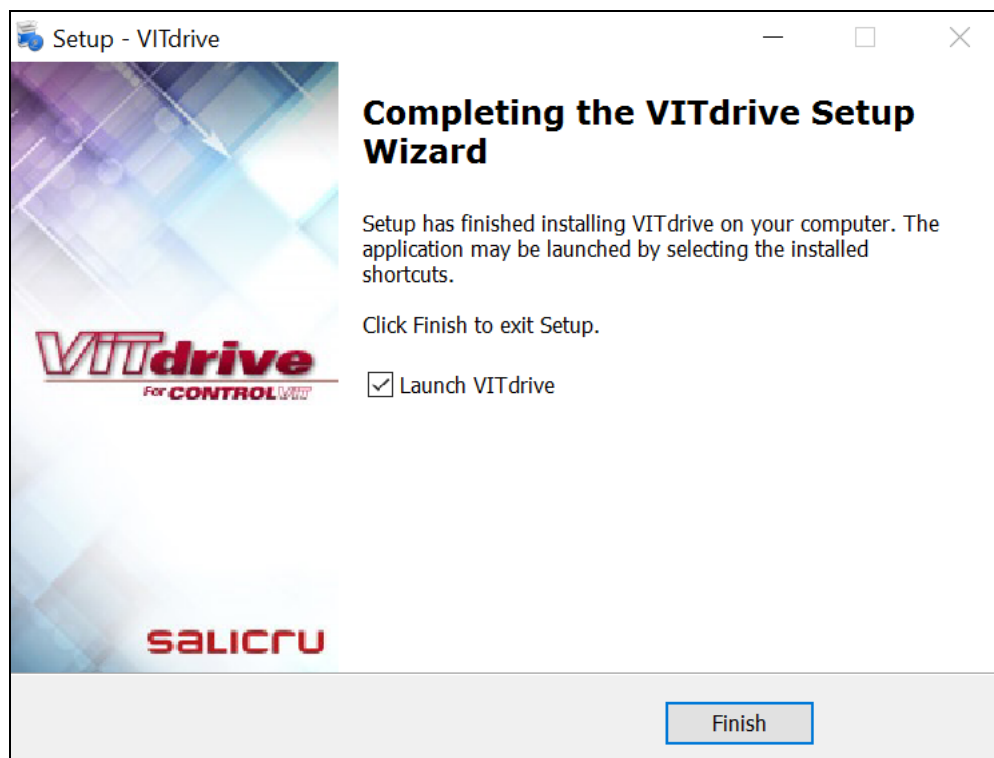 Setup - VITdrive
Completing the VITdrive Setup
Wizard
Setup has finished installing VITdrive on your computer. The
application may be launched by selecting the installed
shortcuts.
Click Finish to exit Setup.
Launch VITdrive
VITdrive
For CONTROLVIT
salicru
Finish